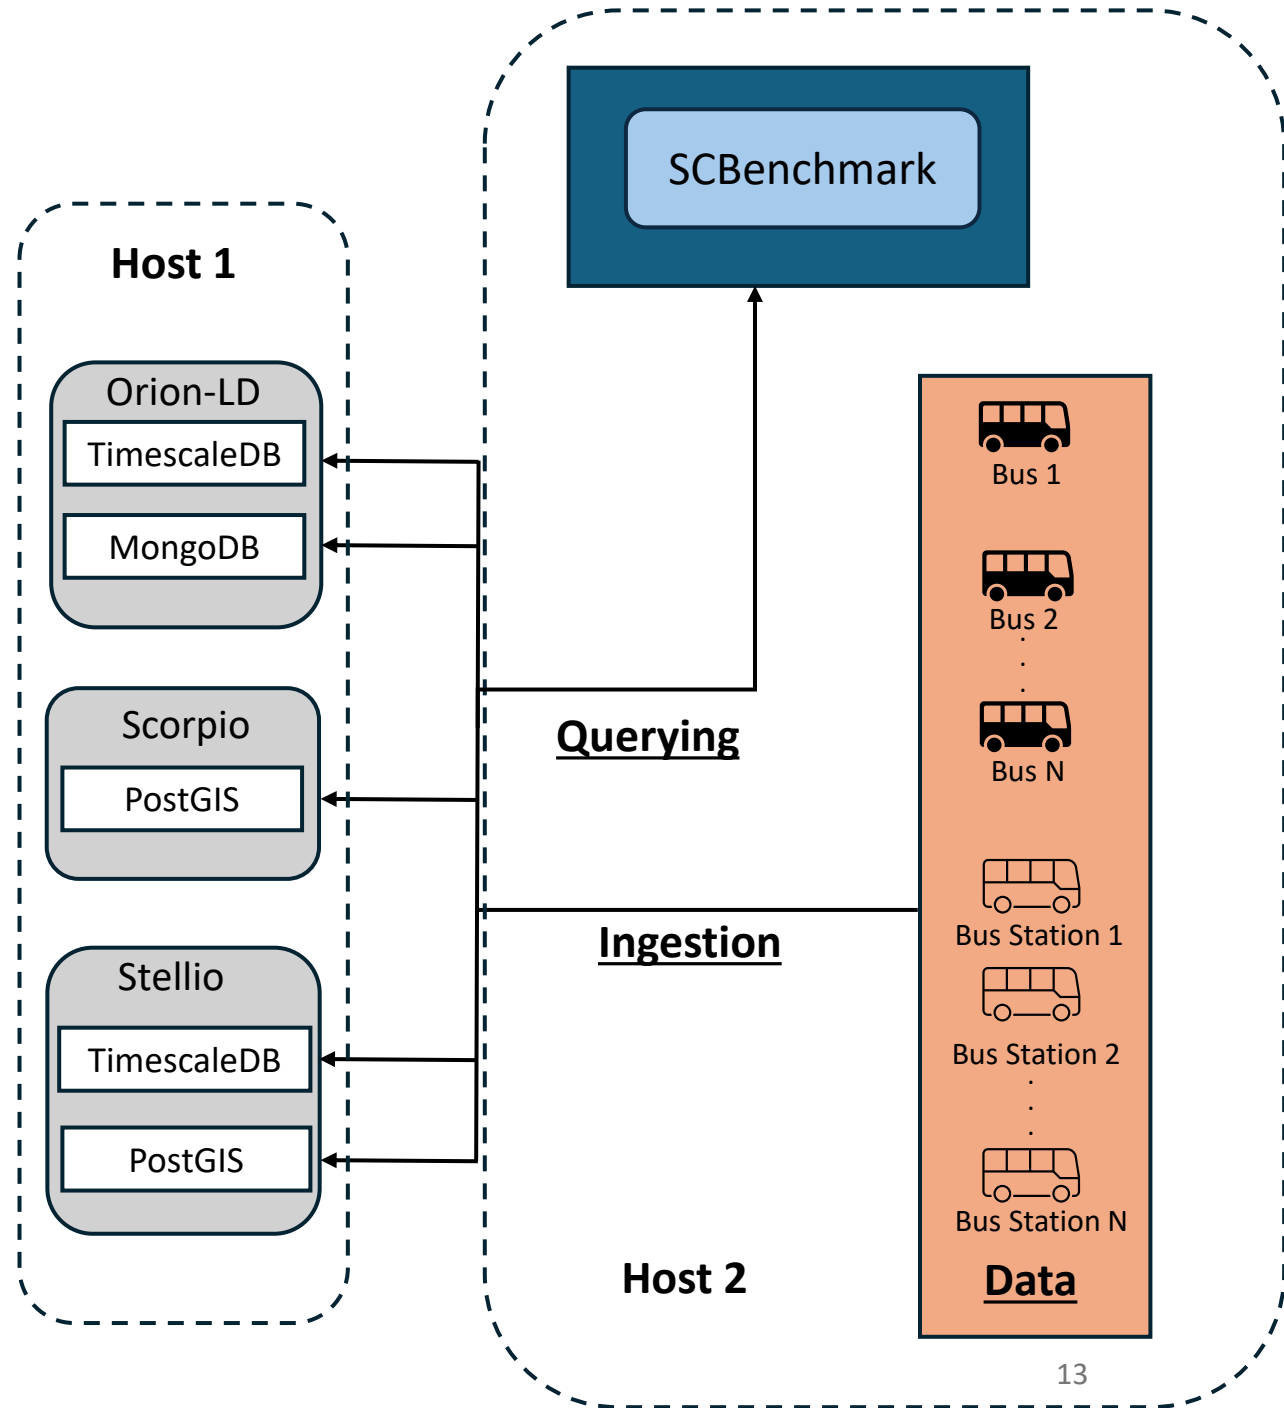 SCBenchmark
Host 1
Orion-LD
TimescaleDB
MongoDB
Scorpio
PostGIS
Stellio
TimescaleDB
PostGIS
Querying
Ingestion
Bus 1
Bus 2
.
.
.
Bus N
Bus Station 1
Bus Station 2
.
.
.
Bus Station N
Host 2
Data
13